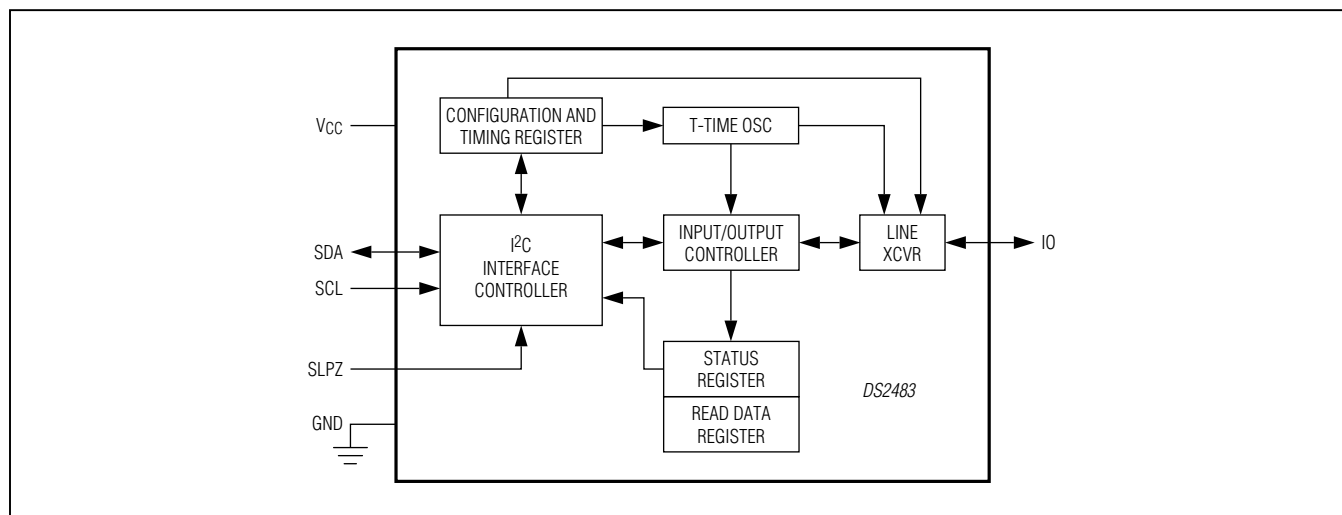 CONFIGURATION AND
TIMING REGISTER
T-TIME OSC
VCC
SDA
SCL
SLPZ
GND
I²C
INTERFACE
CONTROLLER
INPUT/OUTPUT
CONTROLLER
LINE
XCVR
IO
STATUS
REGISTER
READ DATA
REGISTER
DS2483